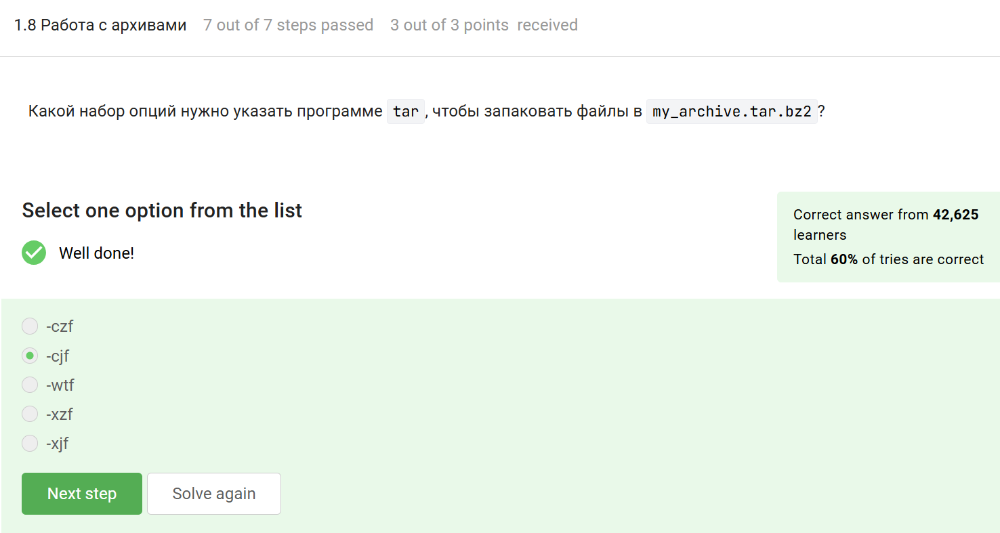 1.8 Работа с архивами 7 out of 7 steps passed 3 out of 3 points received
Какой набор опций нужно указать программе tar, чтобы запаковать файлы в my_archive.tar.bz2?
Select one option from the list
Correct answer from 42,625
learners
Total 60% of tries are correct
Well done!
-czf
-cjf
-wtf
-xzf
-xjf
Next step Solve again